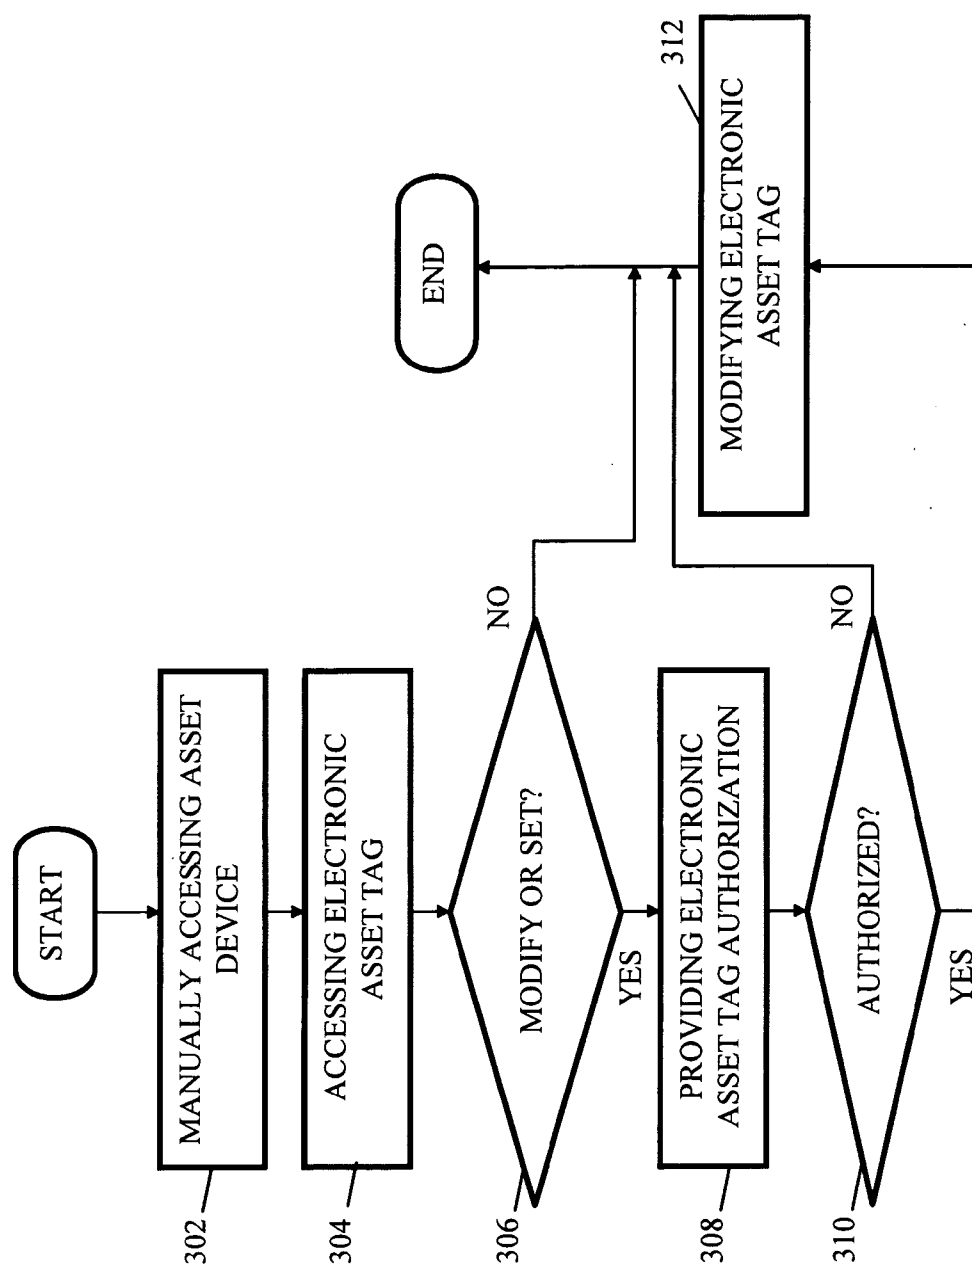 START
302
MANUALLY ACCESSING ASSET
DEVICE
304
ACCESSING ELECTRONIC
ASSET TAG
306
MODIFY OR SET?
NO
YES
308
PROVIDING ELECTRONIC
ASSET TAG AUTHORIZATION
310
AUTHORIZED?
NO
YES
312
MODIFYING ELECTRONIC
ASSET TAG
END